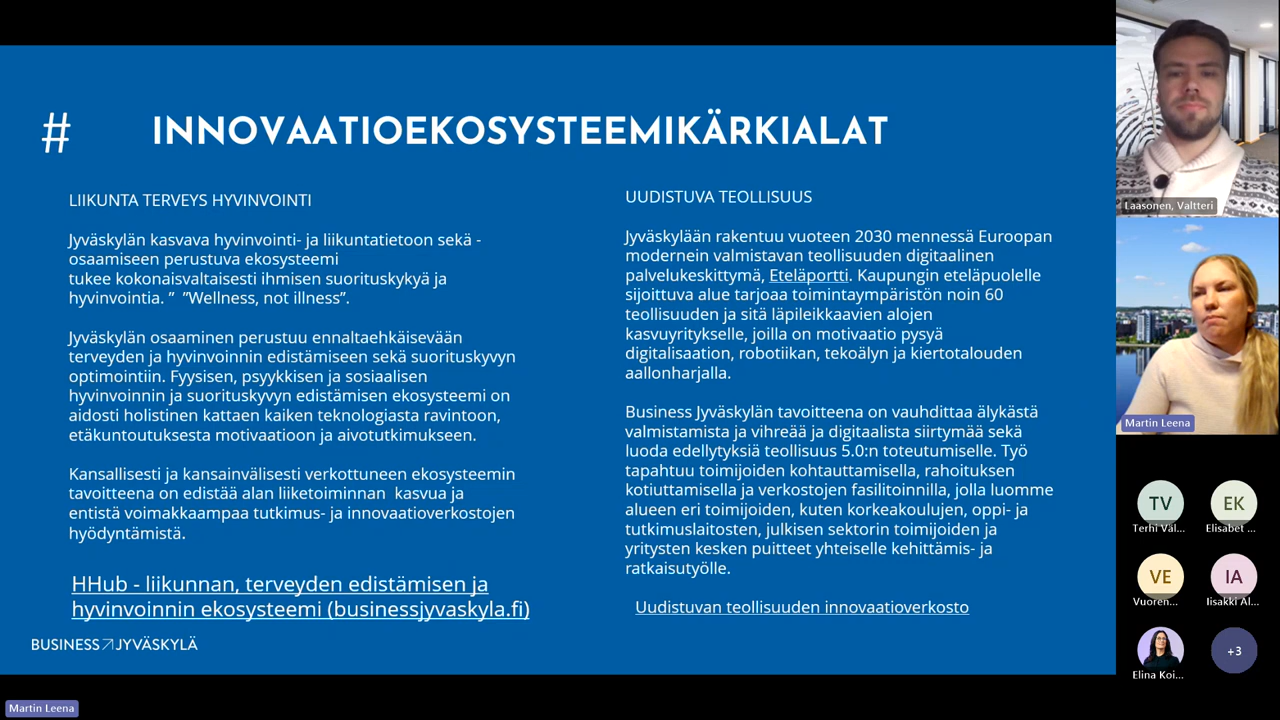 # INNOVAATIOEKOSYSTEEMIKÄRKIALAT
LIIKUNTA TERVEYS HYVINVOINTI
Jyväskylän kasvava hyvinvointi- ja liikuntatietoon sekä -
osaamiseen perustuva ekosysteemi
tukee kokonaisvaltaisesti ihmisen suorituskykyä ja
hyvinvointia. ” ”Wellness, not illness”.
Jyväskylän osaaminen perustuu ennaltaehkäisevään
terveyden ja hyvinvoinnin edistämiseen sekä suorituskyvyn
optimointiin. Fyysisen, psyykkisen ja sosiaalisen
hyvinvoinnin ja suorituskyvyn edistämisen ekosysteemi on
aidosti holistinen kattaen kaiken teknologiasta ravintoon,
etäkuntoutuksesta motivaatioon ja aivotutkimukseen.
Kansallisesti ja kansainvälisesti verkottuneen ekosysteemin
tavoitteena on edistää alan liiketoiminnan kasvua ja
entistä voimakkaampaa tutkimus- ja innovaatioverkostojen
hyödyntämistä.
HHub - liikunnan, terveyden edistämisen ja
hyvinvoinnin ekosysteemi (businessjyvaskyla.fi)
BUSINESS↗JYVÄSKYLÄ
UUDISTUVA TEOLLISUUS
Jyväskylään rakentuu vuoteen 2030 mennessä Euroopan
modernein valmistavan teollisuuden digitaalinen
palvelukeskittymä, Eteläportti. Kaupungin eteläpuolelle
sijoittuva alue tarjoaa toimintaympäristön noin 60
teollisuuden ja sitä läpileikkaavien alojen
kasvuyritykselle, joilla on motivaatio pysyä
digitalisaation, robotiikan, tekoälyn ja kiertotalouden
aallonharjalla.
Business Jyväskylän tavoitteena on vauhdittaa älykästä
valmistamista ja vihreää ja digitaalista siirtymää sekä
luoda edellytyksiä teollisuus 5.0:n toteutumiselle. Työ
tapahtuu toimijoiden kohtauttamisella, rahoituksen
kotiuttamisella ja verkostojen fasilitoinnilla, jolla luomme
alueen eri toimijoiden, kuten korkeakoulujen, oppi- ja
tutkimuslaitosten, julkisen sektorin toimijoiden ja
yritysten kesken puitteet yhteiselle kehittämis- ja
ratkaisutyölle.
Uudistuvan teollisuuden innovaatioverkosto
Laasonen, Valtteri
Martin Leena
TV
Terhi Väl...
EK
Elisabet ...
VE
Vuoren...
IA
Iisakki Al...
Elina Koi...
+3
Martin Leena